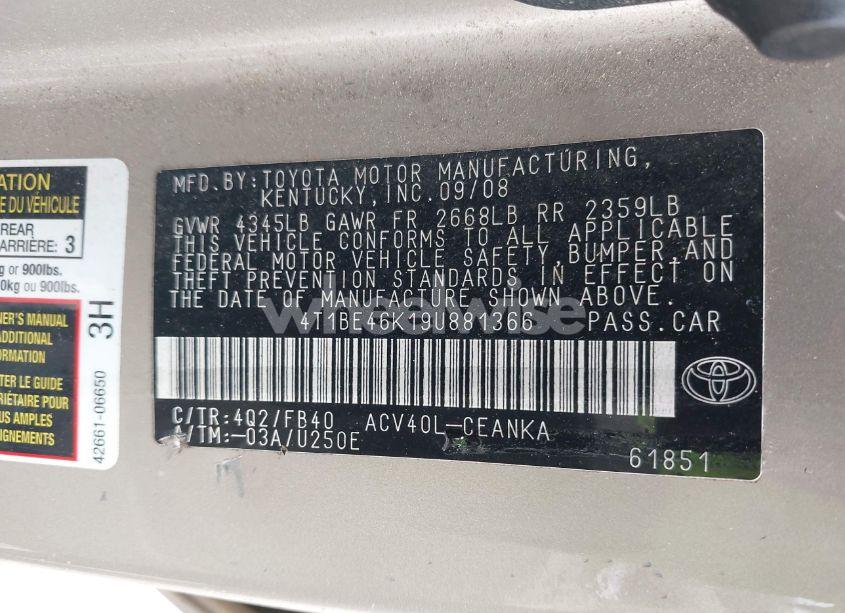 ATION
E DU VÉHICULE
REAR
ARRIÈRE: 3
g or 900lbs.
0kg ou 900lbs.
NER'S MANUAL
ADDITIONAL
FORMATION
TER LE GUIDE
PRIÉTAIRE POUR
US AMPLES
IGNEMENTS
3H
42661-06650
MFD.BY:TOYOTA MOTOR MANUFACTURING,
KENTUCKY,INC.09/08
GVWR 4345LB GAWR FR 2668LB RR 2359LB
THIS VEHICLE CONFORMS TO ALL APPLICABLE
FEDERAL MOTOR VEHICLE SAFETY,BUMPER,AND
THEFT PREVENTION STANDARDS IN EFFECT ON
THE DATE OF MANUFACTURE SHOWN ABOVE.
wheelwise
4T1BE46K19U881366 PASS.CAR
C/TR:4Q2/FB40 ACV40L-CEANKA
A/TM:-03A/U250E
61851